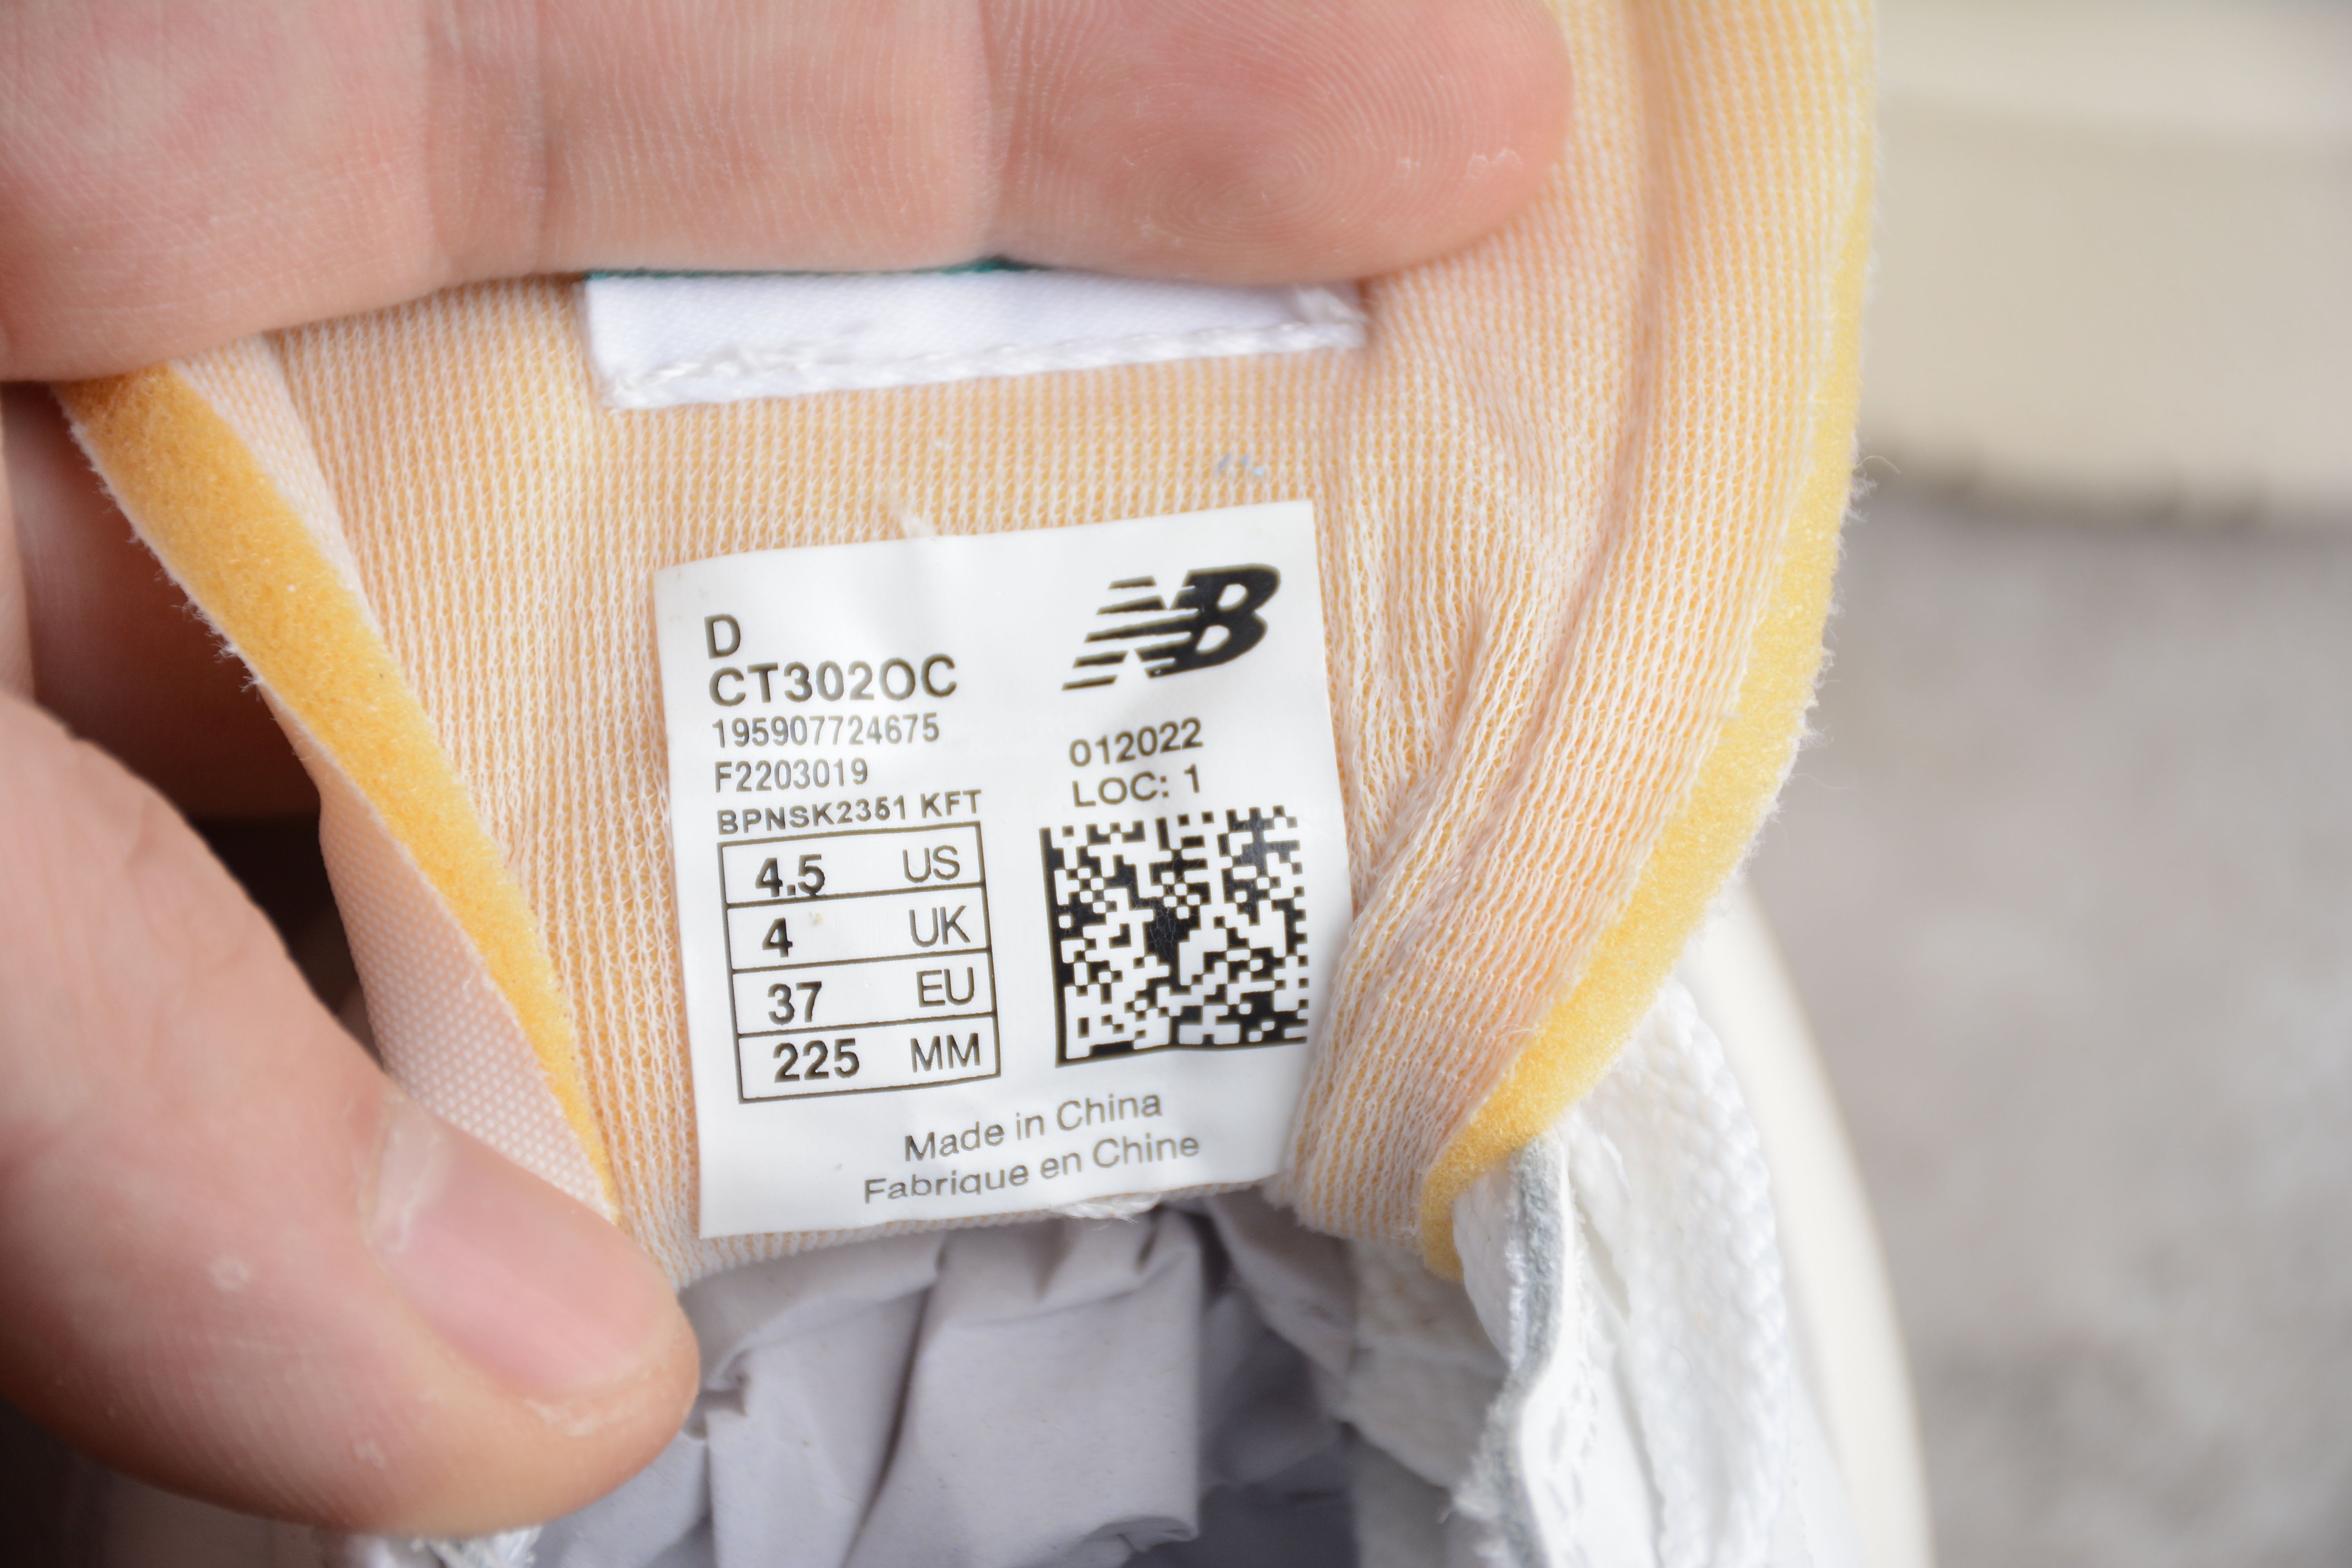 D
CT302OC
195907724675
F2203019
BPNSK2351 KFT
4.5 US
4 UK
37 EU
225 MM
NB
012022
LOC: 1
Made in China
Fabrique en Chine